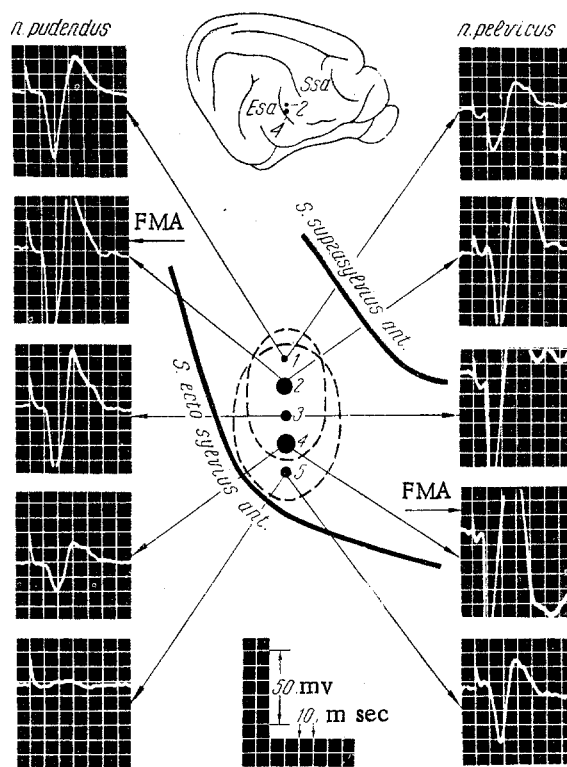 n. pudendus
n. pelvicus
Ssa
Esa
2
4
FMA
S. suprasylvius ant.
1
2
3
4
5
S. ecto sylvius ant.
FMA
50 mv
10 m sec